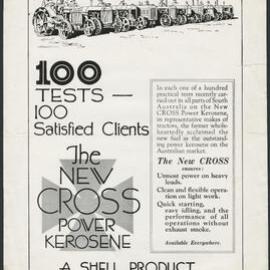 100
TESTS —
100
Satisfied Clients
The
NEW
CROSS
POWER
KEROSENE
A SHELL PRODUCT
In each one of a hundred
practical tests recently car-
ried out in all parts of South
Australia on the New
CROSS Power Kerosene,
in representative makes of
tractors, the farmer whole-
heartedly acclaimed the
new fuel as the outstand-
ing power kerosene on the
Australian market.
The New CROSS
ensures:
Utmost power on heavy
loads.
Clean and flexible opera-
tion on light work.
Quick starting,
easy idling, and the
performance of all
operations without
exhaust smoke.
Available Everywhere.